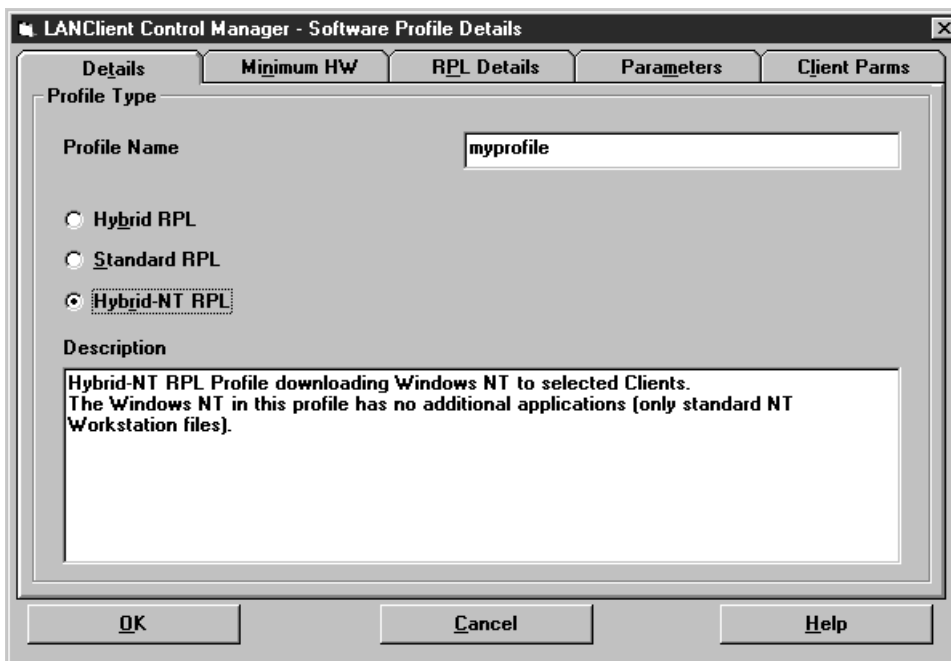 LANClient Control Manager - Software Profile Details
Details Minimum HW RPL Details Parameters Client Parms
Profile Type
Profile Name myprofile
Hybrid RPL
Standard RPL
Hybrid-NT RPL
Description
Hybrid-NT RPL Profile downloading Windows NT to selected Clients.
The Windows NT in this profile has no additional applications (only standard NT
Workstation files).
OK Cancel Help